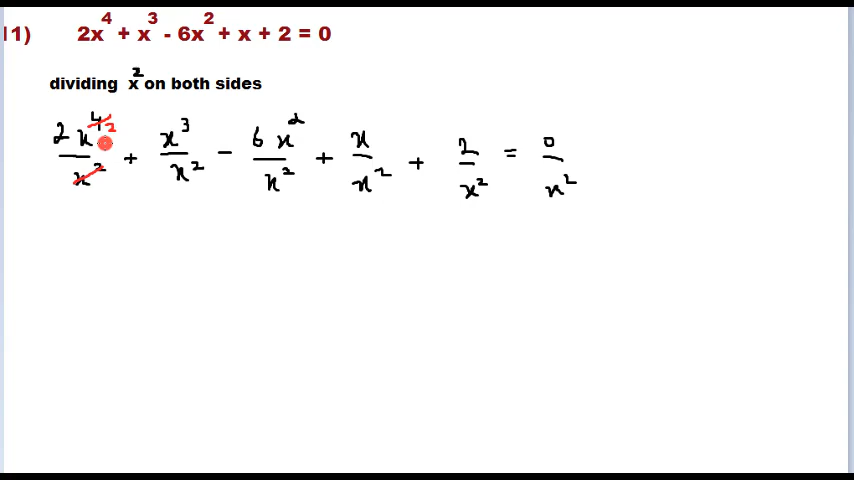 11) 2x⁴ + x³ - 6x² + x + 2 = 0
dividing x² on both sides
2x⁴ ² / x² + x³ / x² - 6x² / x² + x / x² + 2 / x² = 0 / x²